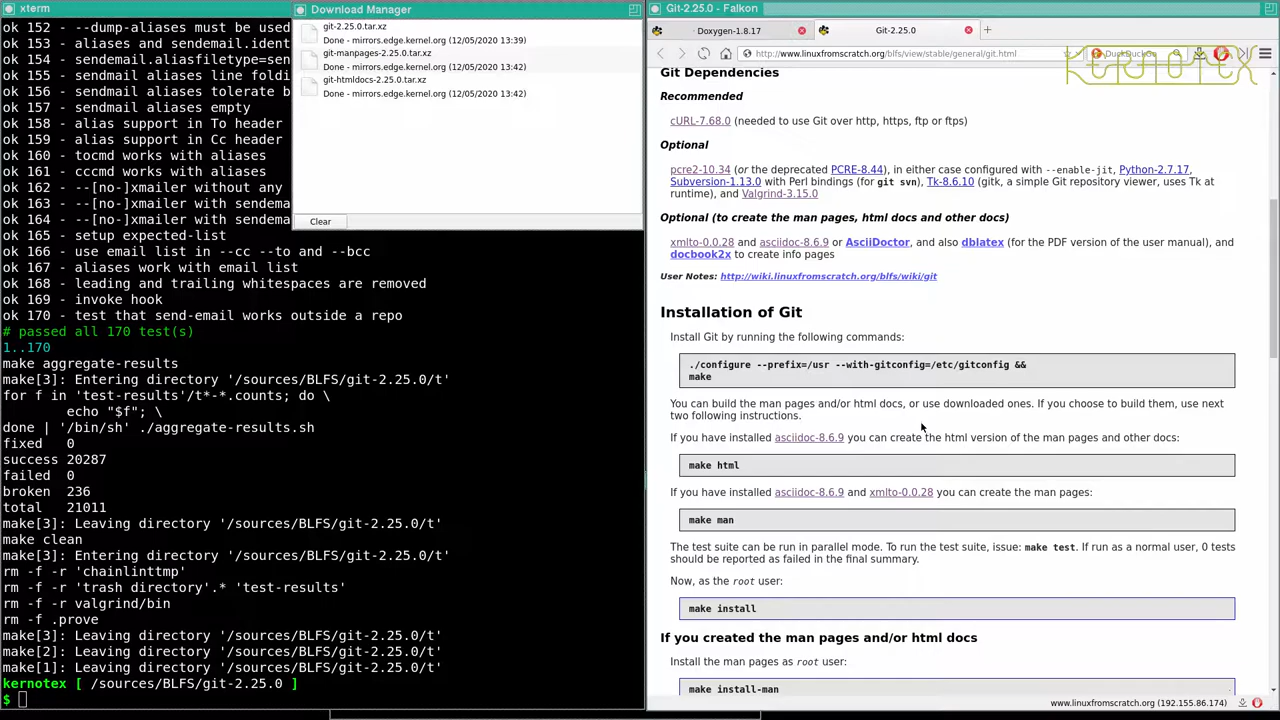 xterm
ok 152 - --dump-aliases must be used
ok 153 - aliases and sendemail.ident
ok 154 - sendemail.aliasfiletype=sen
ok 155 - sendmail aliases line foldi
ok 156 - sendmail aliases tolerate b
ok 157 - sendmail aliases empty
ok 158 - alias support in To header
ok 159 - alias support in Cc header
ok 160 - tocmd works with aliases
ok 161 - cccmd works with aliases
ok 162 - --[no-]xmailer without any
ok 163 - --[no-]xmailer with sendema
ok 164 - --[no-]xmailer with sendema
ok 165 - setup expected-list
ok 166 - use email list in --cc --to and --bcc
ok 167 - aliases work with email list
ok 168 - leading and trailing whitespaces are removed
ok 169 - invoke hook
ok 170 - test that send-email works outside a repo
# passed all 170 test(s)
1..170
make aggregate-results
make[3]: Entering directory '/sources/BLFS/git-2.25.0/t'
for f in 'test-results'/t*-*.counts; do \
echo "$f"; \
done | '/bin/sh' ./aggregate-results.sh
fixed 0
success 20287
failed 0
broken 236
total 21011
make[3]: Leaving directory '/sources/BLFS/git-2.25.0/t'
make clean
make[3]: Entering directory '/sources/BLFS/git-2.25.0/t'
rm -f -r 'chainlinttmp'
rm -f -r 'trash directory'.* 'test-results'
rm -f -r valgrind/bin
rm -f .prove
make[3]: Leaving directory '/sources/BLFS/git-2.25.0/t'
make[2]: Leaving directory '/sources/BLFS/git-2.25.0'
make[1]: Leaving directory '/sources/BLFS/git-2.25.0'
kernotex [ /sources/BLFS/git-2.25.0 ]
$
Download Manager
git-2.25.0.tar.xz
Done - mirrors.edge.kernel.org (12/05/2020 13:39)
git-manpages-2.25.0.tar.xz
Done - mirrors.edge.kernel.org (12/05/2020 13:42)
git-htmldocs-2.25.0.tar.xz
Done - mirrors.edge.kernel.org (12/05/2020 13:42)
Clear
Git-2.25.0 - Falkon
Doxygen-1.8.17
Git-2.25.0
http://www.linuxfromscratch.org/blfs/view/stable/general/git.html
DuckDuckGo
KERNOTEX
Git Dependencies
Recommended
cURL-7.68.0 (needed to use Git over http, https, ftp or ftps)
Optional
pcre2-10.34 (or the deprecated PCRE-8.44), in either case configured with --enable-jit, Python-2.7.17,
Subversion-1.13.0 with Perl bindings (for git svn), Tk-8.6.10 (gitk, a simple Git repository viewer, uses Tk at
runtime), and Valgrind-3.15.0
Optional (to create the man pages, html docs and other docs)
xmlto-0.0.28 and asciidoc-8.6.9 or AsciiDoctor, and also dblatex (for the PDF version of the user manual), and
docbook2x to create info pages
User Notes: http://wiki.linuxfromscratch.org/blfs/wiki/git
Installation of Git
Install Git by running the following commands:
./configure --prefix=/usr --with-gitconfig=/etc/gitconfig &&
make
You can build the man pages and/or html docs, or use downloaded ones. If you choose to build them, use next
two following instructions.
If you have installed asciidoc-8.6.9 you can create the html version of the man pages and other docs:
make html
If you have installed asciidoc-8.6.9 and xmlto-0.0.28 you can create the man pages:
make man
The test suite can be run in parallel mode. To run the test suite, issue: make test. If run as a normal user, 0 tests
should be reported as failed in the final summary.
Now, as the root user:
make install
If you created the man pages and/or html docs
Install the man pages as root user:
make install-man
www.linuxfromscratch.org (192.155.86.174)